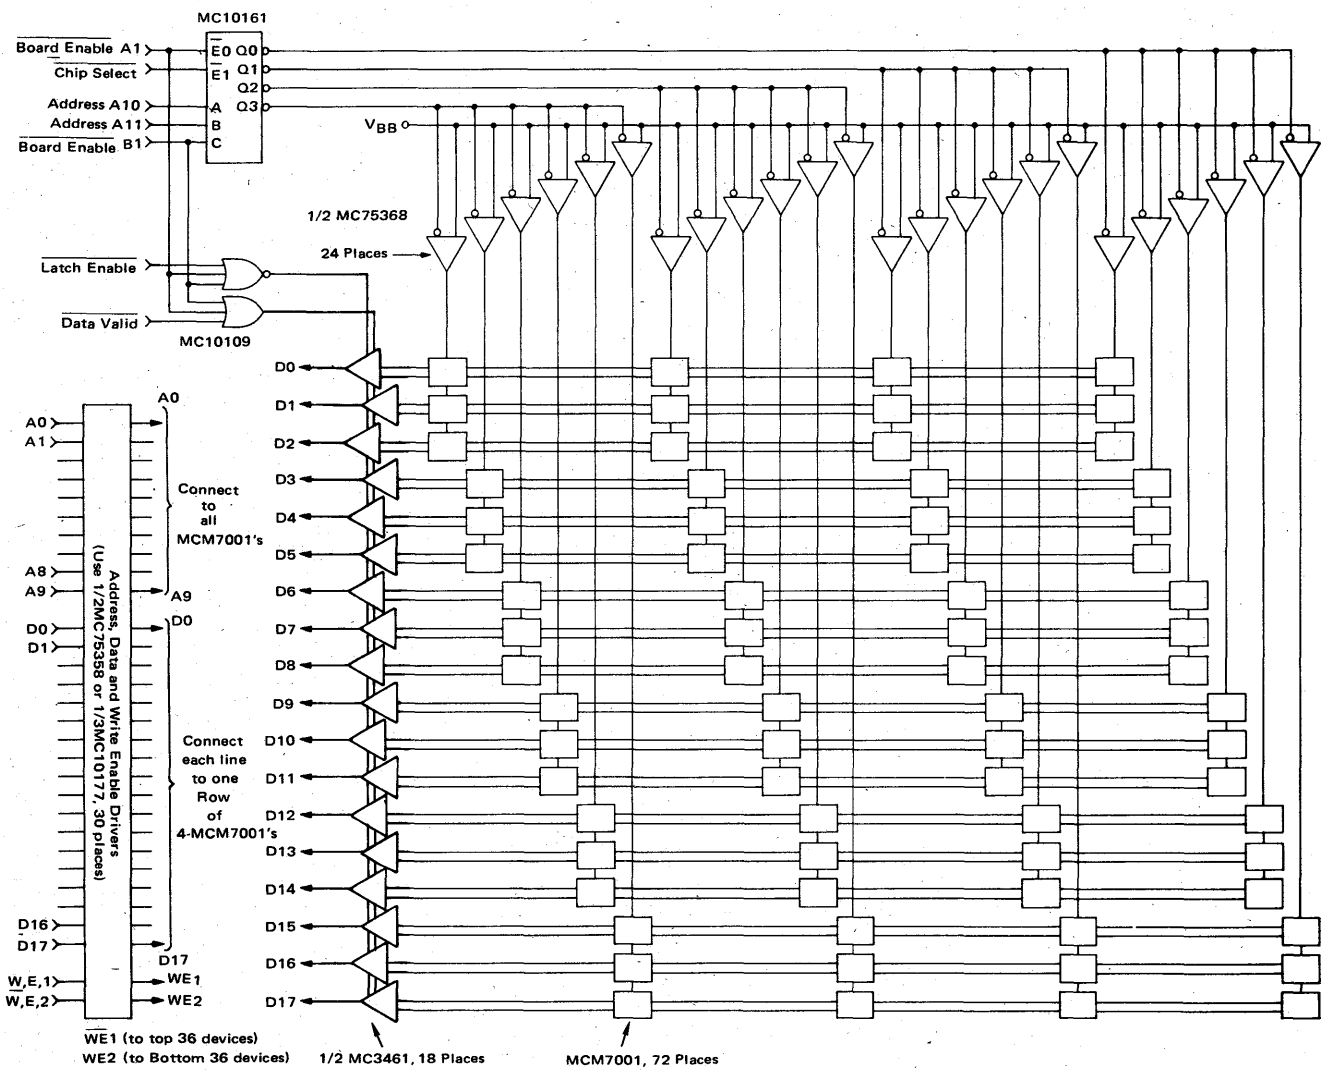 MC10161
Board Enable A1
E0 Q0
Chip Select
E1 Q1
Q2
Address A10
A Q3
Address A11
B
VBB
Board Enable B1
C
1/2 MC75368
24 Places
Latch Enable
Data Valid
MC10109
D0
D1
D2
D3
D4
D5
D6
D7
D8
D9
D10
D11
D12
D13
D14
D15
D16
D17
A0
A0
A1
A8
A9
A9
Connect
to
all
MCM7001's
D0
D0
D1
Address, Data and Write Enable Drivers
(Use 1/2MC75358 or 1/3MC10177, 30 places)
Connect
each line
to one
Row
of
4-MCM7001's
D16
D17
D17
W,E,1
WE1
W,E,2
WE2
WE1 (to top 36 devices)
WE2 (to Bottom 36 devices)
1/2 MC3461, 18 Places
MCM7001, 72 Places